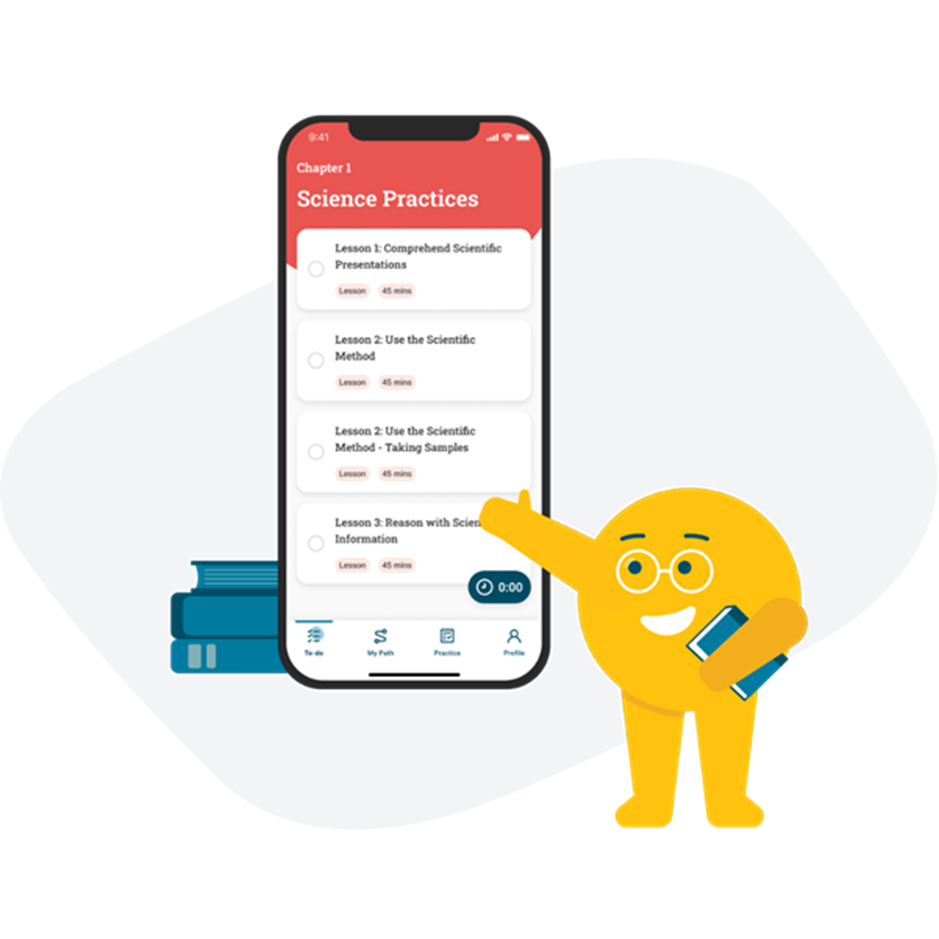 9:41
Chapter 1
Science Practices
Lesson 1: Comprehend Scientific
Presentations
Lesson 45 mins
Lesson 2: Use the Scientific
Method
Lesson 45 mins
Lesson 2: Use the Scientific
Method - Taking Samples
Lesson 45 mins
Lesson 3: Reason with
Information
Lesson 45 mins
0:00
To-do My Path Practice Profile